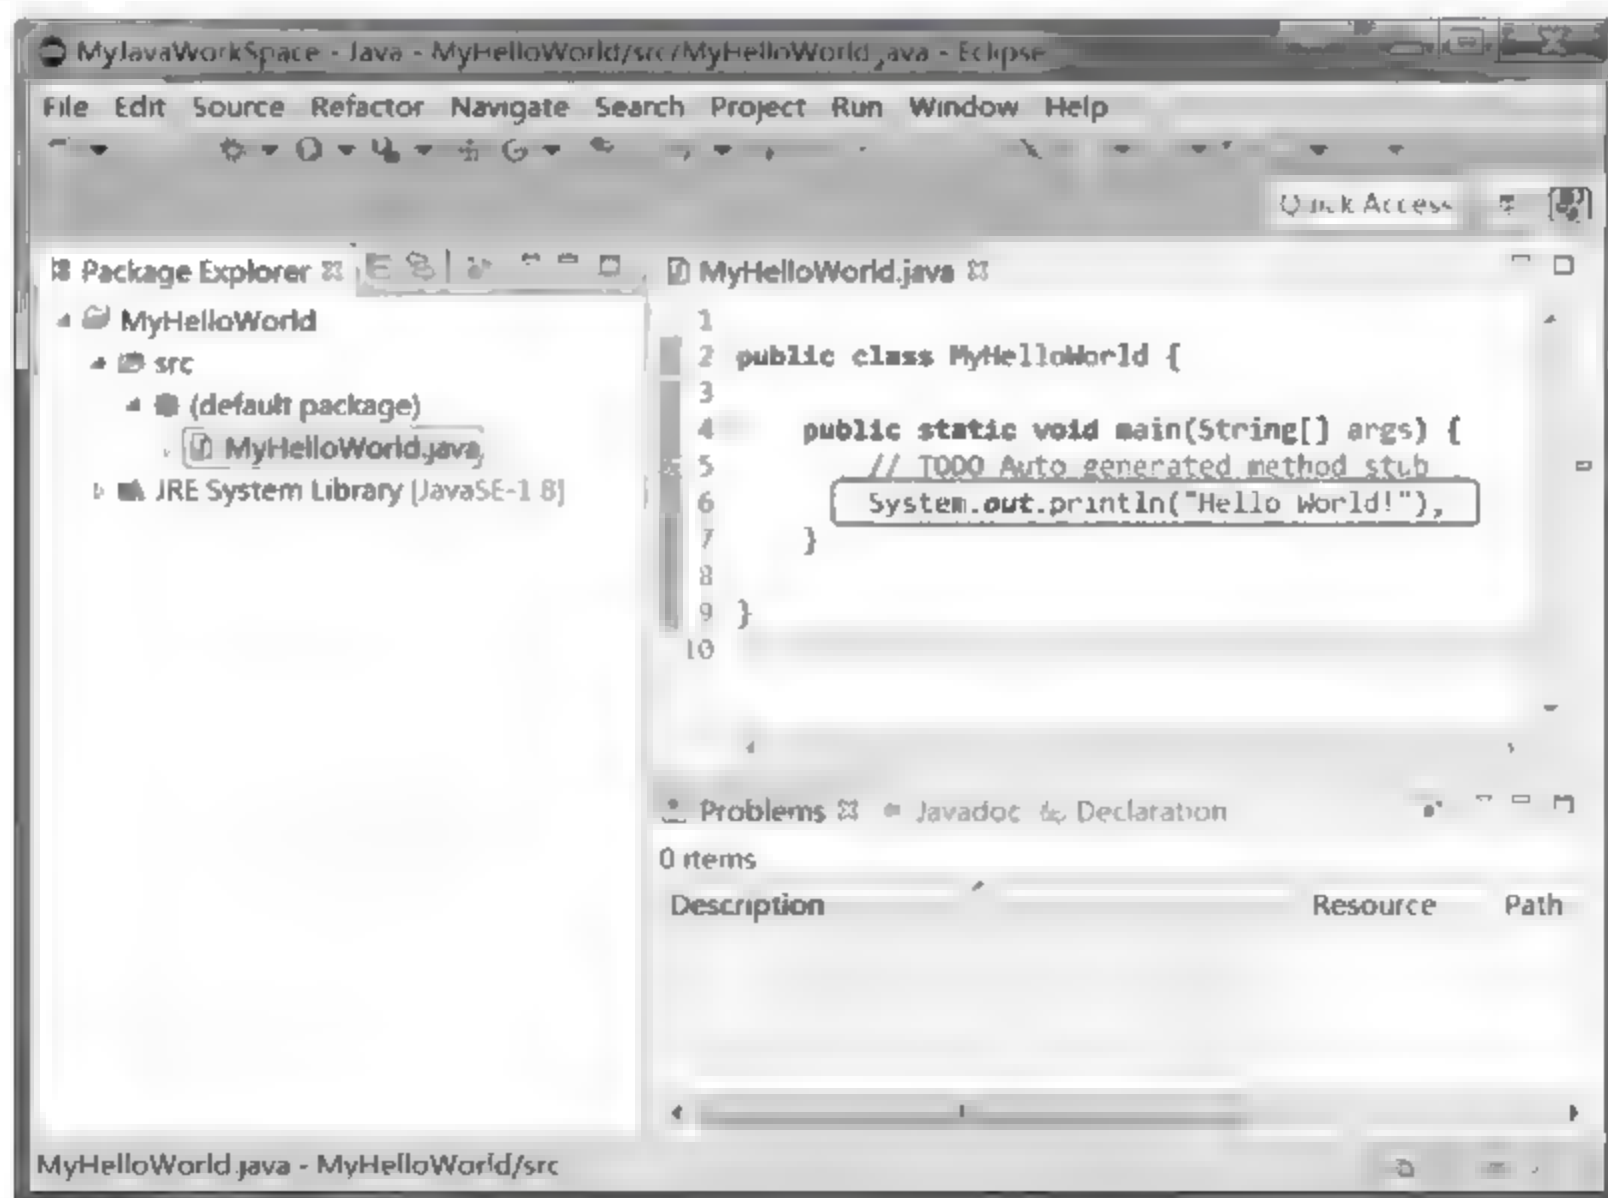 MyJavaWorkSpace - Java - MyHelloWorld/src/MyHelloWorld.java - Eclipse
File Edit Source Refactor Navigate Search Project Run Window Help
Quick Access
Package Explorer
MyHelloWorld
src
(default package)
MyHelloWorld.java
JRE System Library [JavaSE-1.8]
MyHelloWorld.java
1
2 public class MyHelloWorld {
3
4 public static void main(String[] args) {
5 // TODO Auto generated method stub
6 System.out.println("Hello World!");
7 }
8
9 }
10
Problems Javadoc Declaration
0 items
Description Resource Path
MyHelloWorld.java - MyHelloWorld/src